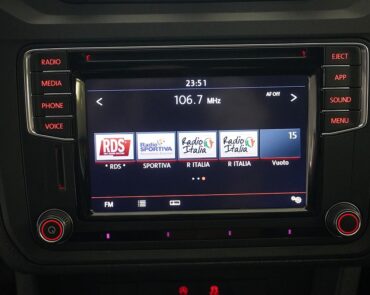 RADIO
MEDIA
PHONE
VOICE
EJECT
APP
SOUND
MENU
23:51
< 106.7 MHz AF Off >
RDS Radio SPORTIVA Radio Italia Radio Italia 15
* RDS * SPORTIVA R ITALIA R ITALIA Vuoto
FM